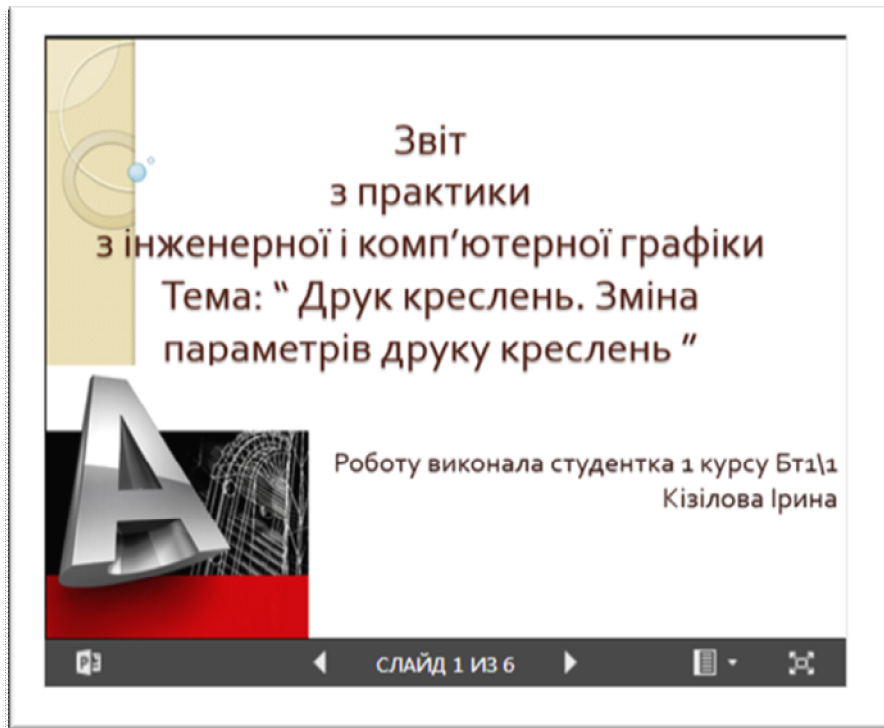 Звіт
з практики
з інженерної і комп’ютерної графіки
Тема: “ Друк креслень. Зміна
параметрів друку креслень ”
Роботу виконала студентка 1 курсу Бт1\1
Кізілова Ірина
СЛАЙД 1 ИЗ 6